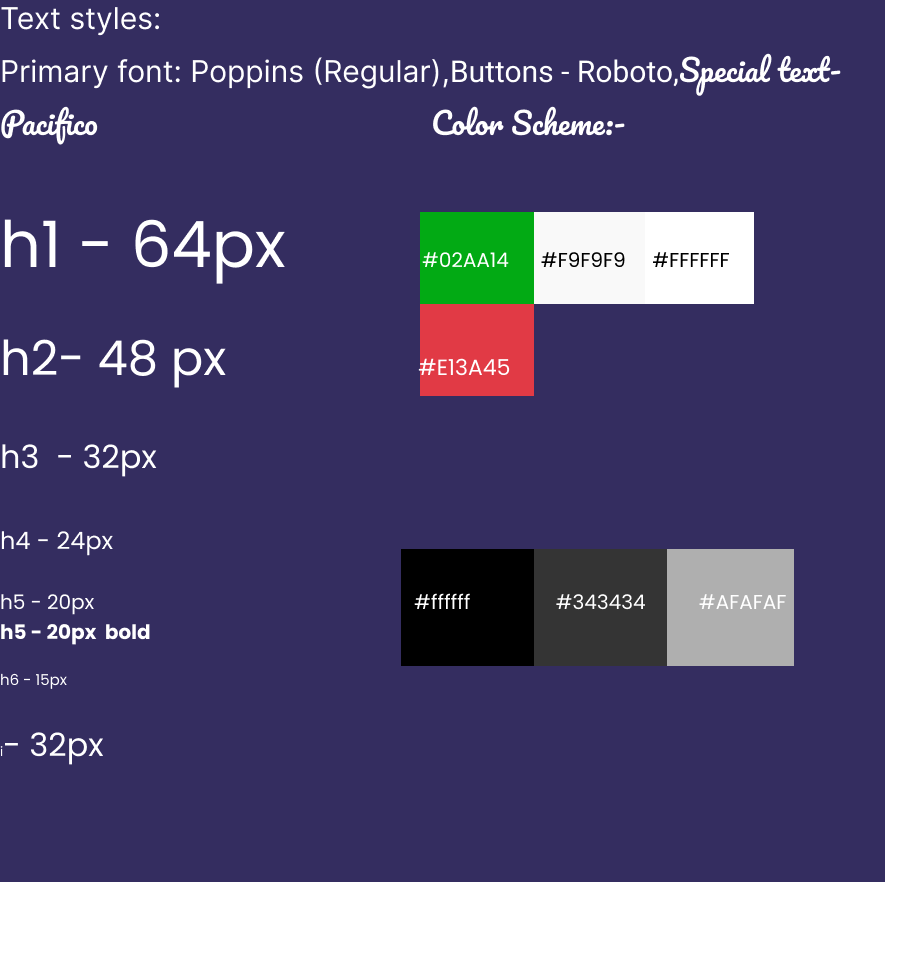 Text styles:
Primary font: Poppins (Regular),Buttons - Roboto,Special text-
Pacifico
Color Scheme:-
h1 - 64px
#02AA14
#F9F9F9
#FFFFFF
h2- 48 px
#E13A45
h3  - 32px
h4 - 24px
h5 - 20px
#ffffff
#343434
#AFAFAF
h5 - 20px  bold
h6 - 15px
i- 32px